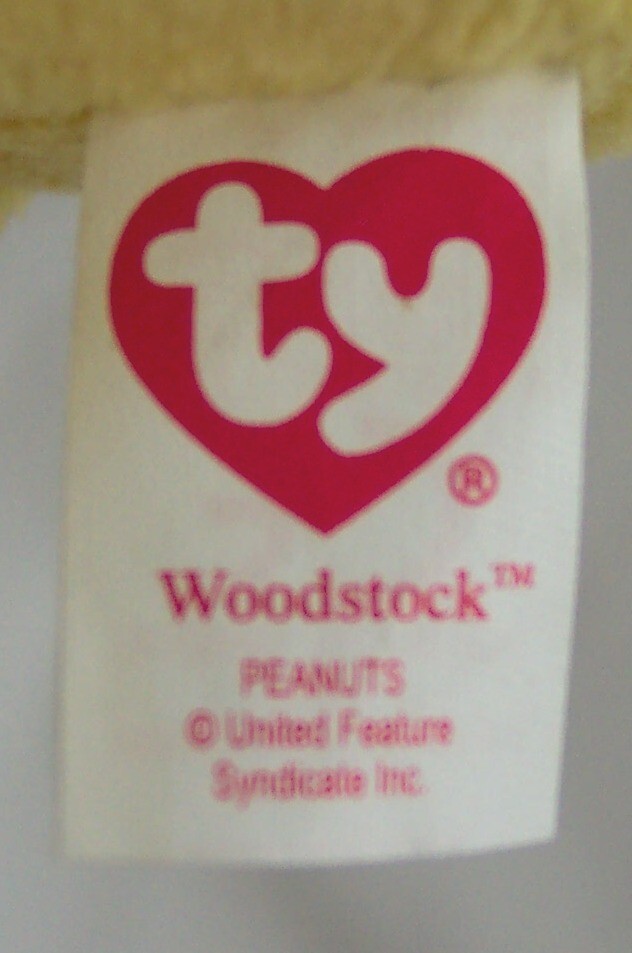 ty
®
Woodstock™
PEANUTS
© United Feature
Syndicate Inc.